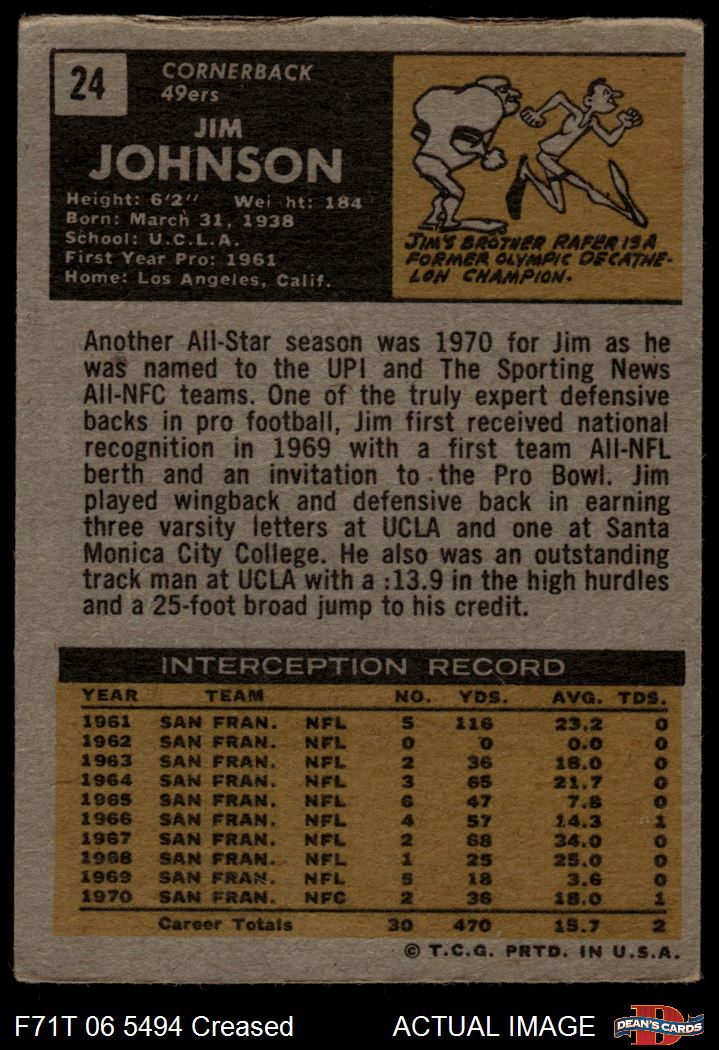 24
CORNERBACK
49ers
JIM
JOHNSON
Height: 6'2" Wei ht: 184
Born: March 31, 1938
School: U.C.L.A.
First Year Pro: 1961
Home: Los Angeles, Calif.
JIM'S BROTHER RAFER IS A
FORMER OLYMPIC DECATHE-
LON CHAMPION.
Another All-Star season was 1970 for Jim as he
was named to the UPI and The Sporting News
All-NFC teams. One of the truly expert defensive
backs in pro football, Jim first received national
recognition in 1969 with a first team All-NFL
berth and an invitation to the Pro Bowl. Jim
played wingback and defensive back in earning
three varsity letters at UCLA and one at Santa
Monica City College. He also was an outstanding
track man at UCLA with a :13.9 in the high hurdles
and a 25-foot broad jump to his credit.
INTERCEPTION RECORD
YEAR TEAM NO. YDS. AVG. TDS.
1961 SAN FRAN. NFL 5 116 23.2 0
1962 SAN FRAN. NFL 0 0 0.0 0
1963 SAN FRAN. NFL 2 36 18.0 0
1964 SAN FRAN. NFL 3 65 21.7 0
1965 SAN FRAN. NFL 6 47 7.8 0
1966 SAN FRAN. NFL 4 57 14.3 1
1967 SAN FRAN. NFL 2 68 34.0 0
1968 SAN FRAN. NFL 1 25 25.0 0
1969 SAN FRAN. NFL 5 18 3.6 0
1970 SAN FRAN. NFC 2 36 18.0 1
Career Totals 30 470 15.7 2
© T.C.G. PRTD. IN U.S.A.
F71T 06 5494 Creased ACTUAL IMAGE
D
DEAN'S CARDS